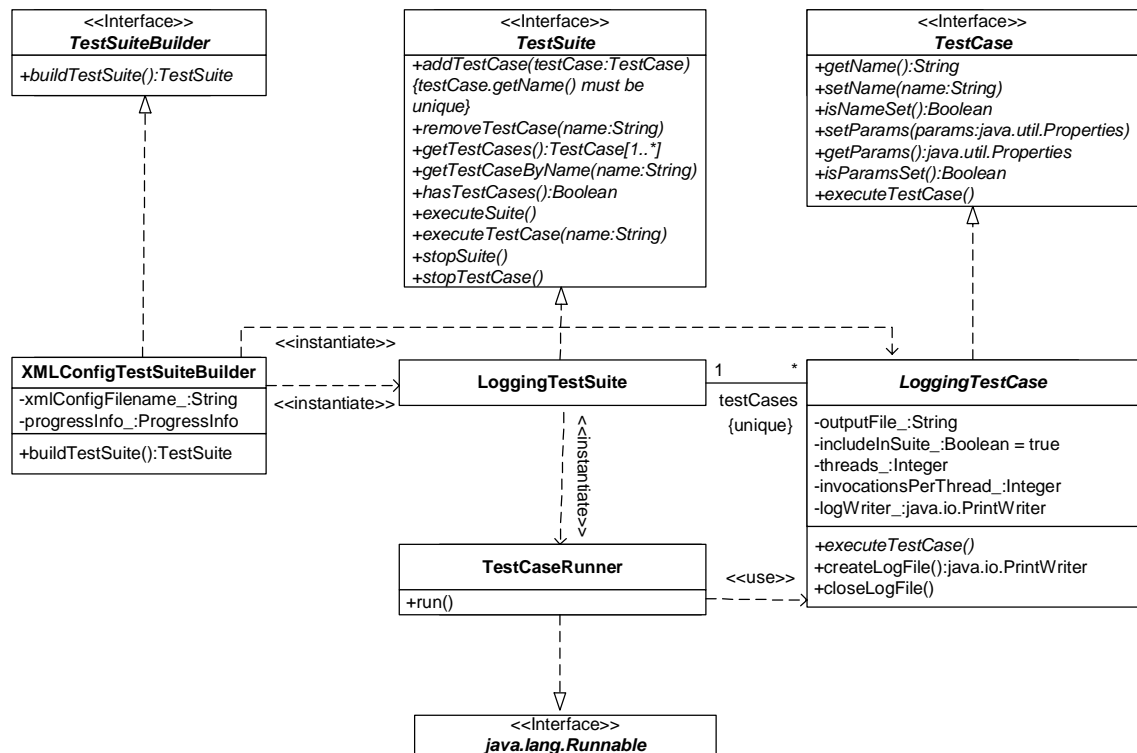 <<Interface>>
TestSuiteBuilder
+buildTestSuite():TestSuite
<<Interface>>
TestSuite
+addTestCase(testCase:TestCase)
{testCase.getName() must be
unique}
+removeTestCase(name:String)
+getTestCases():TestCase[1..*]
+getTestCaseByName(name:String)
+hasTestCases():Boolean
+executeSuite()
+executeTestCase(name:String)
+stopSuite()
+stopTestCase()
<<Interface>>
TestCase
+getName():String
+setName(name:String)
+isNameSet():Boolean
+setParams(params:java.util.Properties)
+getParams():java.util.Properties
+isParamsSet():Boolean
+executeTestCase()
<<instantiate>>
XMLConfigTestSuiteBuilder
-xmlConfigFilename_:String
-progressInfo_:ProgressInfo
+buildTestSuite():TestSuite
<<instantiate>>
LoggingTestSuite
1
*
testCases
{unique}
LoggingTestCase
-outputFile_:String
-includeInSuite_:Boolean = true
-threads_:Integer
-invocationsPerThread_:Integer
-logWriter_:java.io.PrintWriter
+executeTestCase()
+createLogFile():java.io.PrintWriter
+closeLogFile()
<<instantiate>>
TestCaseRunner
+run()
<<use>>
<<Interface>>
java.lang.Runnable